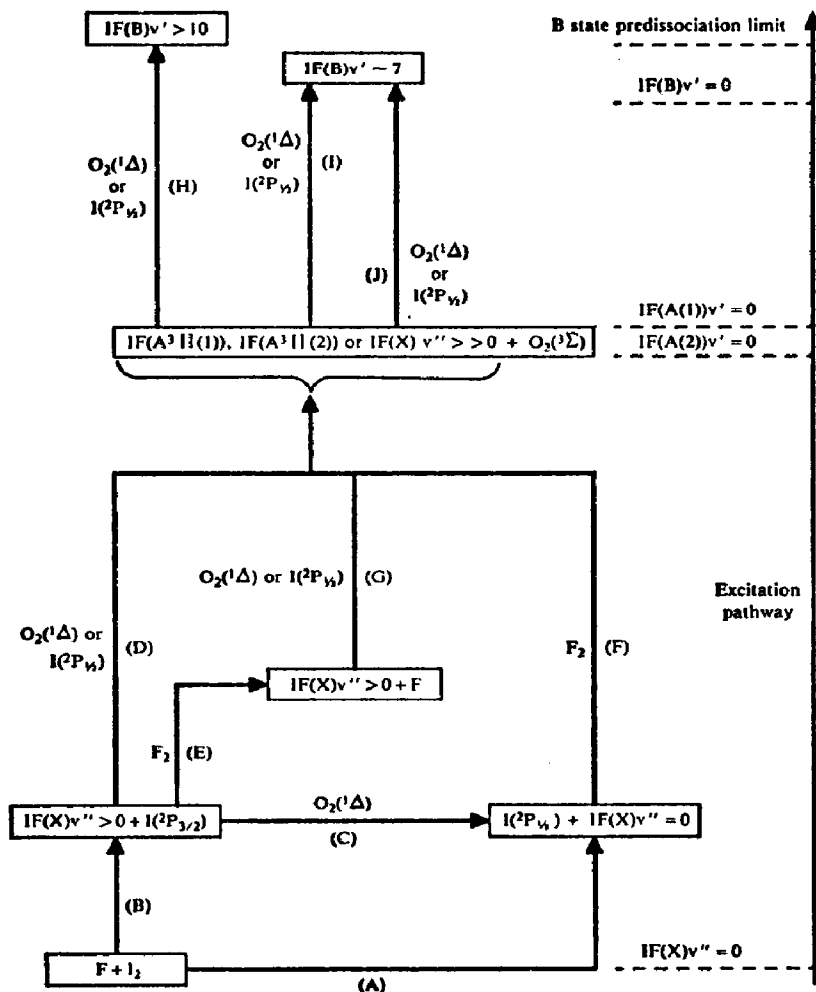 IF(B)v' > 10
B state predissociation limit
IF(B)v' ~ 7
IF(B)v' = 0
O₂(¹Δ)
or
I(²P½)
(H)
O₂(¹Δ)
or
I(²P½)
(I)
(J)
O₂(¹Δ)
or
I(²P½)
IF(A(1))v' = 0
IF(A³Π(1)), IF(A³Π(2)) or IF(X) v'' > > 0 + O₂(³Σ)
IF(A(2))v' = 0
O₂(¹Δ) or I(²P½)
(G)
Excitation
pathway
O₂(¹Δ) or
I(²P½)
(D)
F₂
(F)
IF(X)v'' > 0 + F
F₂
(E)
IF(X)v'' > 0 + I(²P3/2)
O₂(¹Δ)
(C)
I(²P½) + IF(X)v'' = 0
(B)
IF(X)v'' = 0
F + I₂
(A)